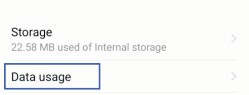 Storage
22.58 MB used of Internal storage
Data usage